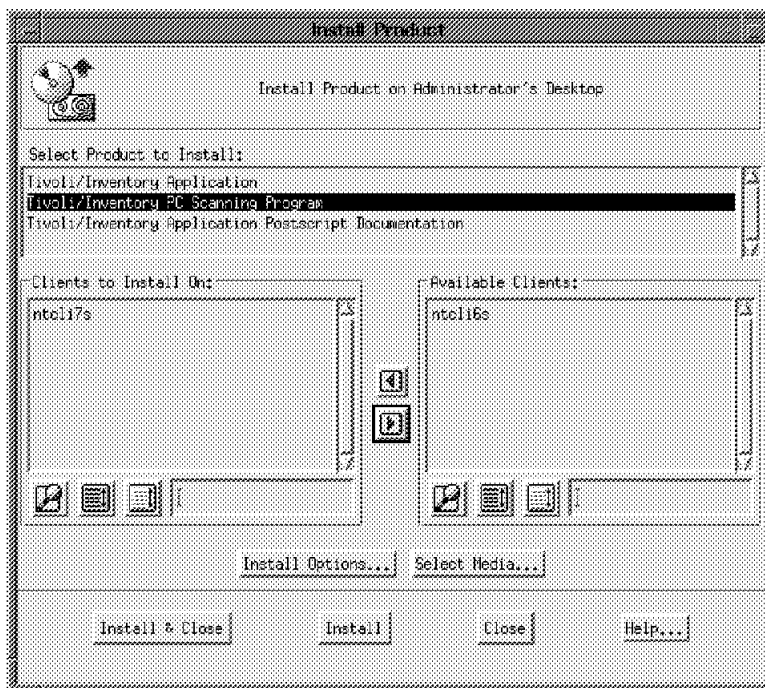 Install Product
Install Product on Administrator's Desktop
Select Product to Install:
Tivoli/Inventory Application
Tivoli/Inventory PC Scanning Program
Tivoli/Inventory Application Postscript Documentation
Clients to Install On:
Available Clients:
ntcli7s
ntcli6s
Install Options...
Select Media...
Install & Close
Install
Close
Help...